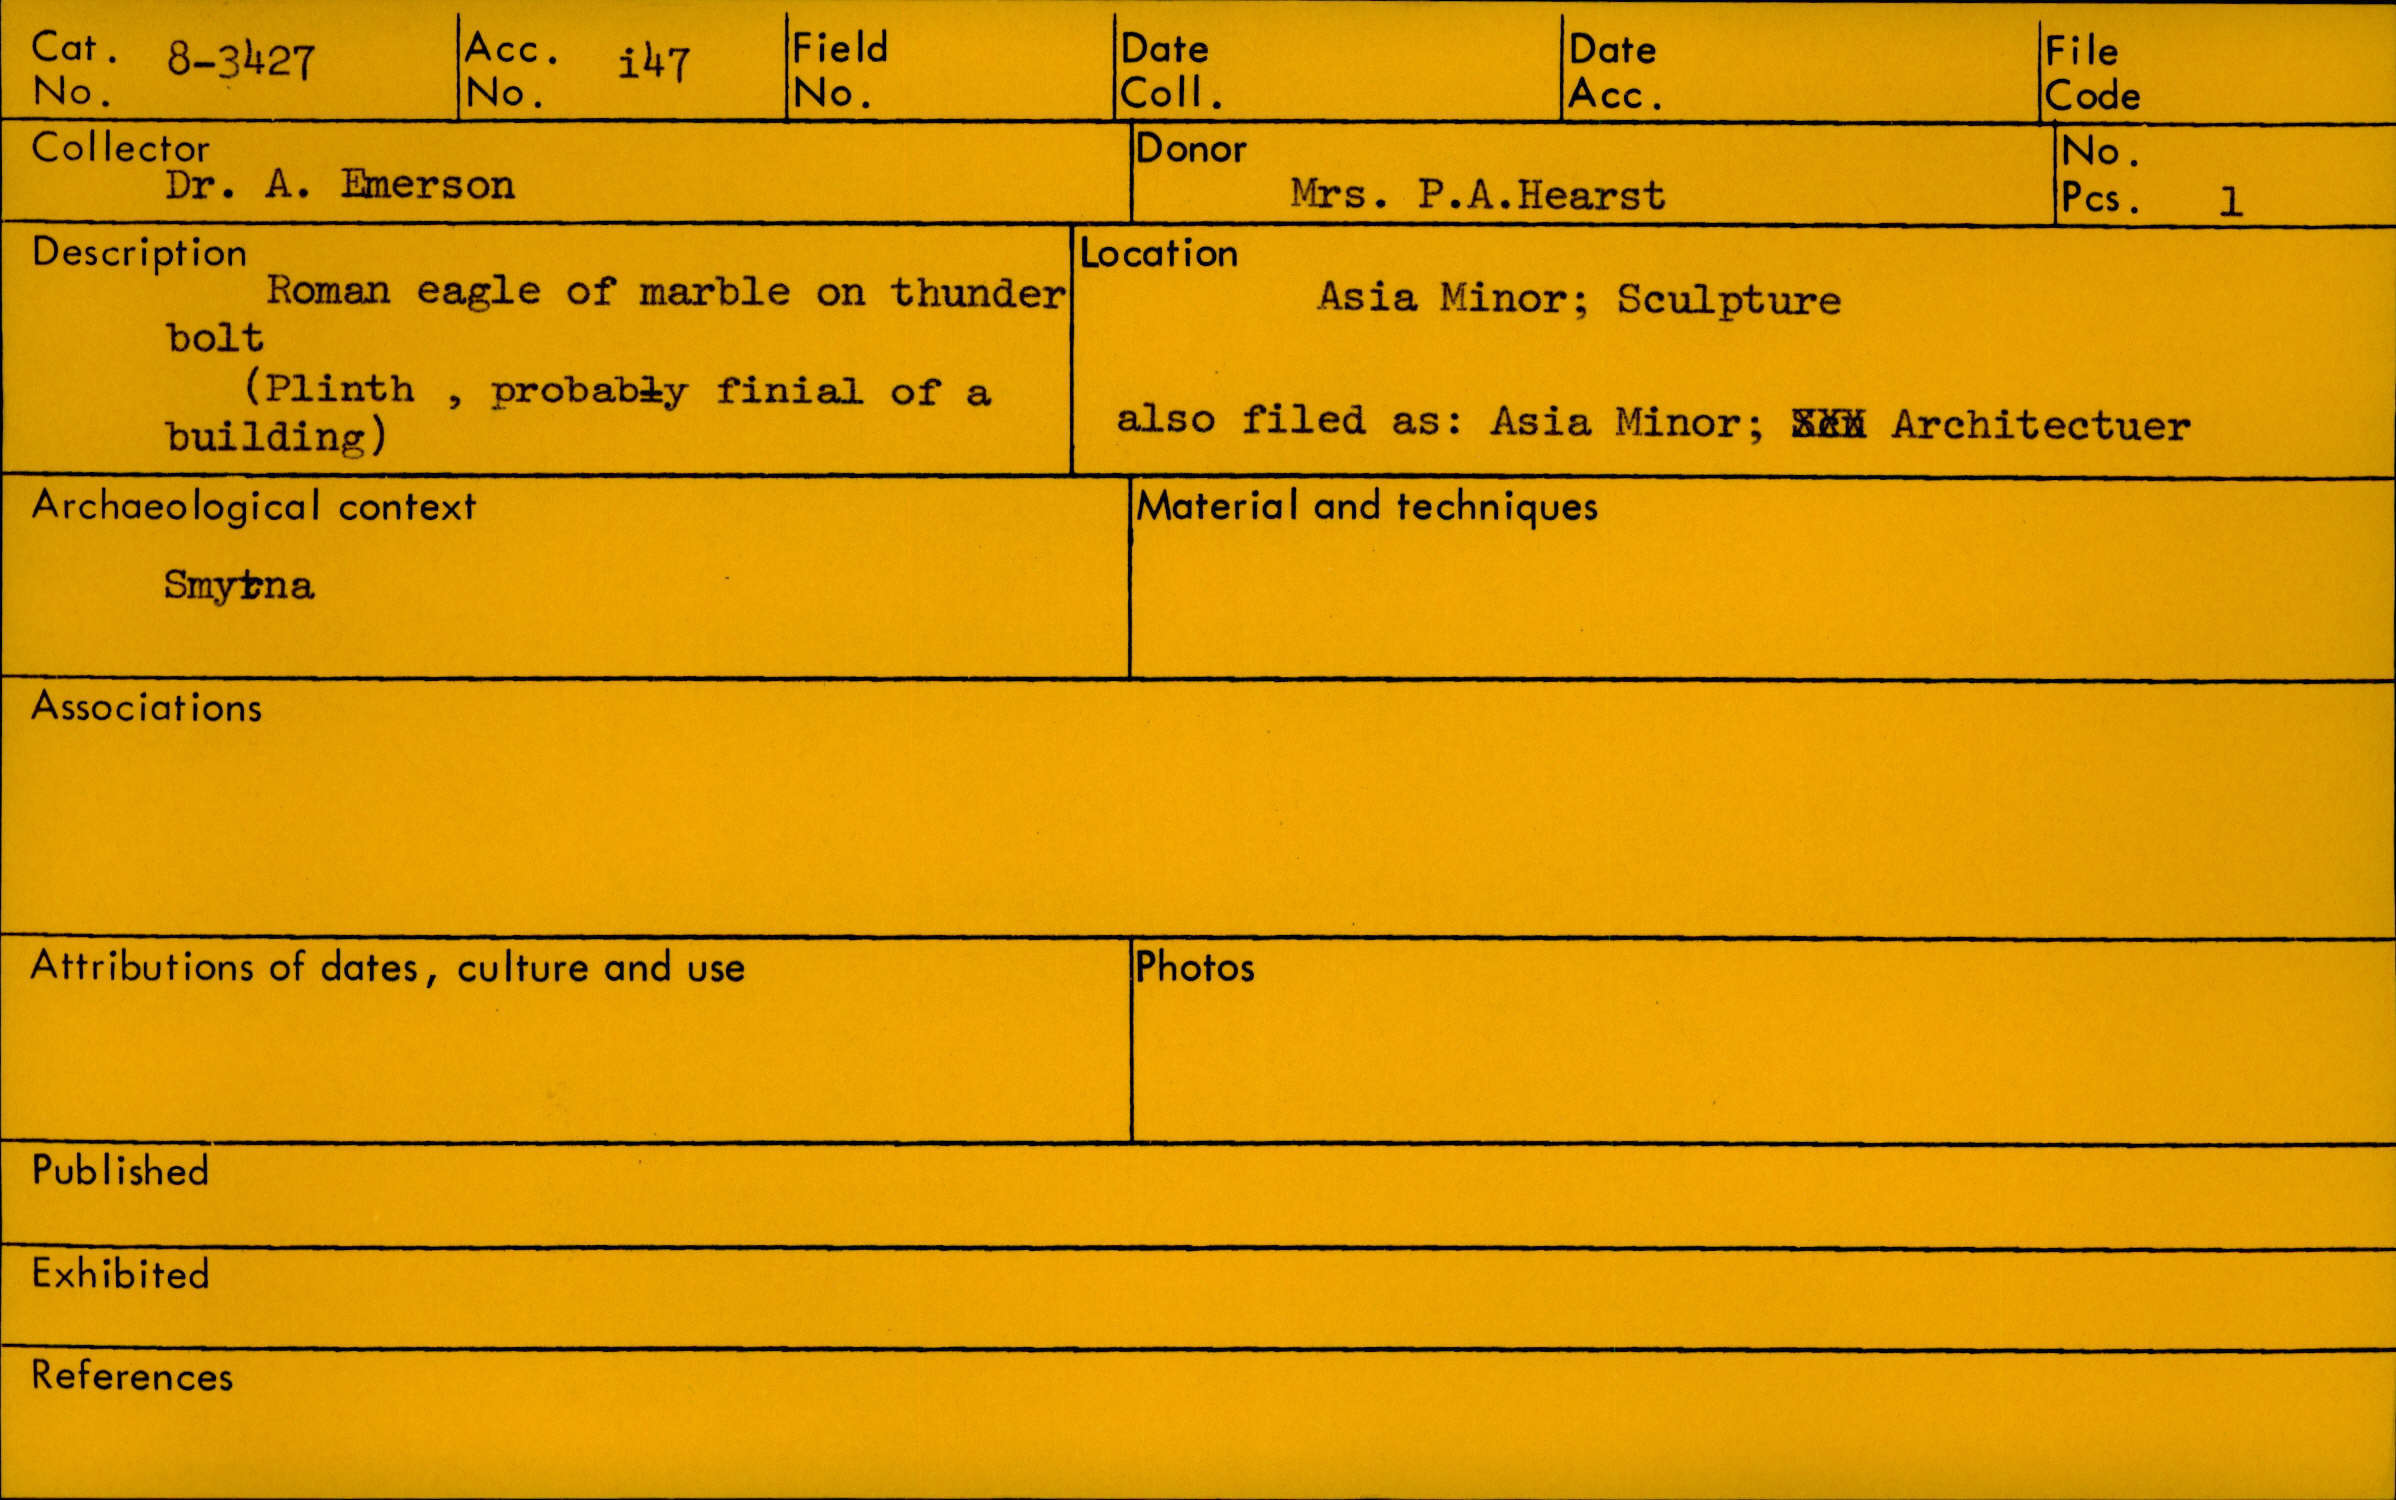 Cat. No. 8-3427 Acc. No. i47 Field No. Date Coll. Date Acc. File Code
Collector
Dr. A. Emerson
Donor
Mrs. P.A.Hearst
No. Pcs. 1
Description
Roman eagle of marble on thunder
bolt
(Plinth , probably finial of a
building)
Location
Asia Minor; Sculpture
also filed as: Asia Minor; Architectuer
Archaeological context
Smyrna
Material and techniques
Associations
Attributions of dates, culture and use
Photos
Published
Exhibited
References